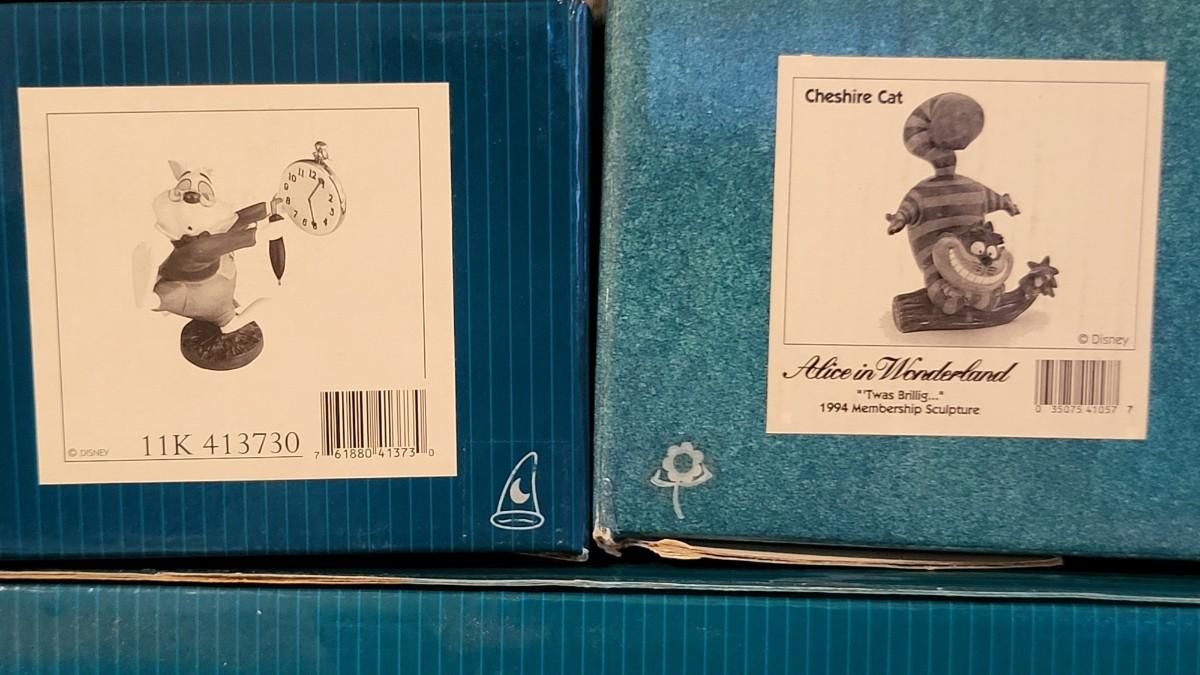 © DISNEY
11K 413730
7 61880 41373 0
Cheshire Cat
© Disney
Alice in Wonderland
"'Twas Brillig..."
1994 Membership Sculpture
0 35075 41057 7